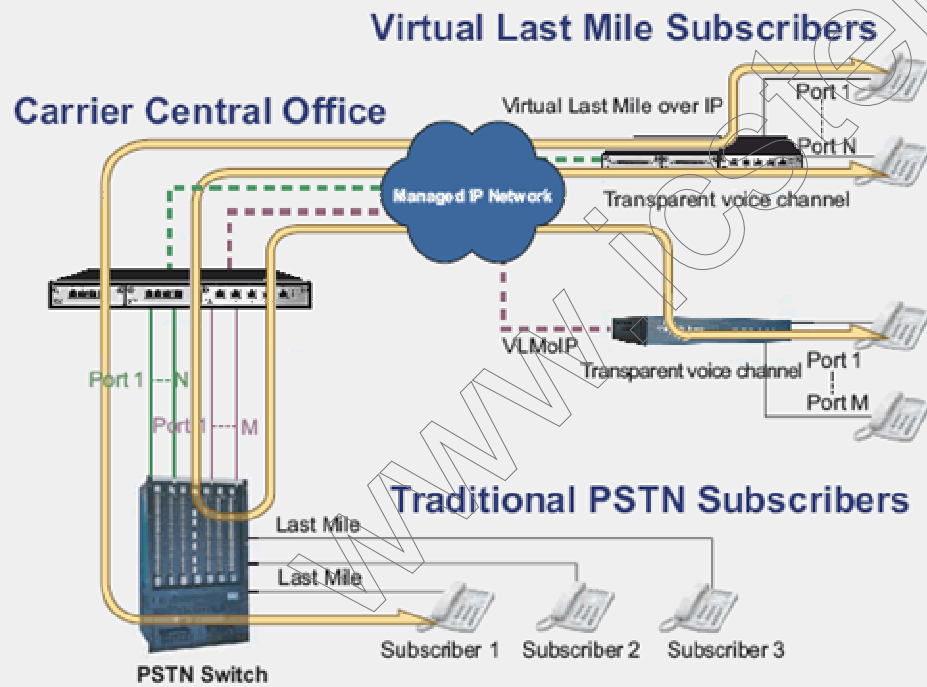 Virtual Last Mile Subscribers
Carrier Central Office
Virtual Last Mile over IP
Port 1
Port N
Managed IP Network
Transparent voice channel
VLMoIP
Transparent voice channel
Port 1
Port M
Port 1 N
Port 1 M
Traditional PSTN Subscribers
Last Mile
Last Mile
Subscriber 1
Subscriber 2
Subscriber 3
PSTN Switch